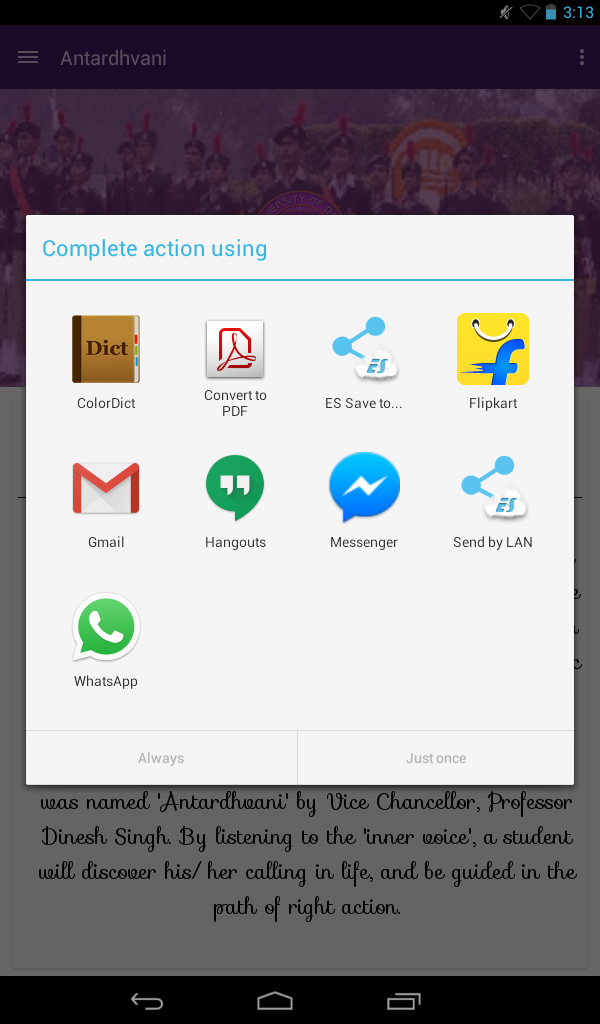 3:13
Antardhvani
Complete action using
Dict
ES
ColorDict
Convert to
PDF
ES Save to...
Flipkart
ES
Gmail
Hangouts
Messenger
Send by LAN
WhatsApp
Always
Just once
was named 'Antardhvani' by Vice Chancellor, Professor
Dinesh Singh. By listening to the 'inner voice', a student
will discover his/ her calling in life, and be guided in the
path of right action.